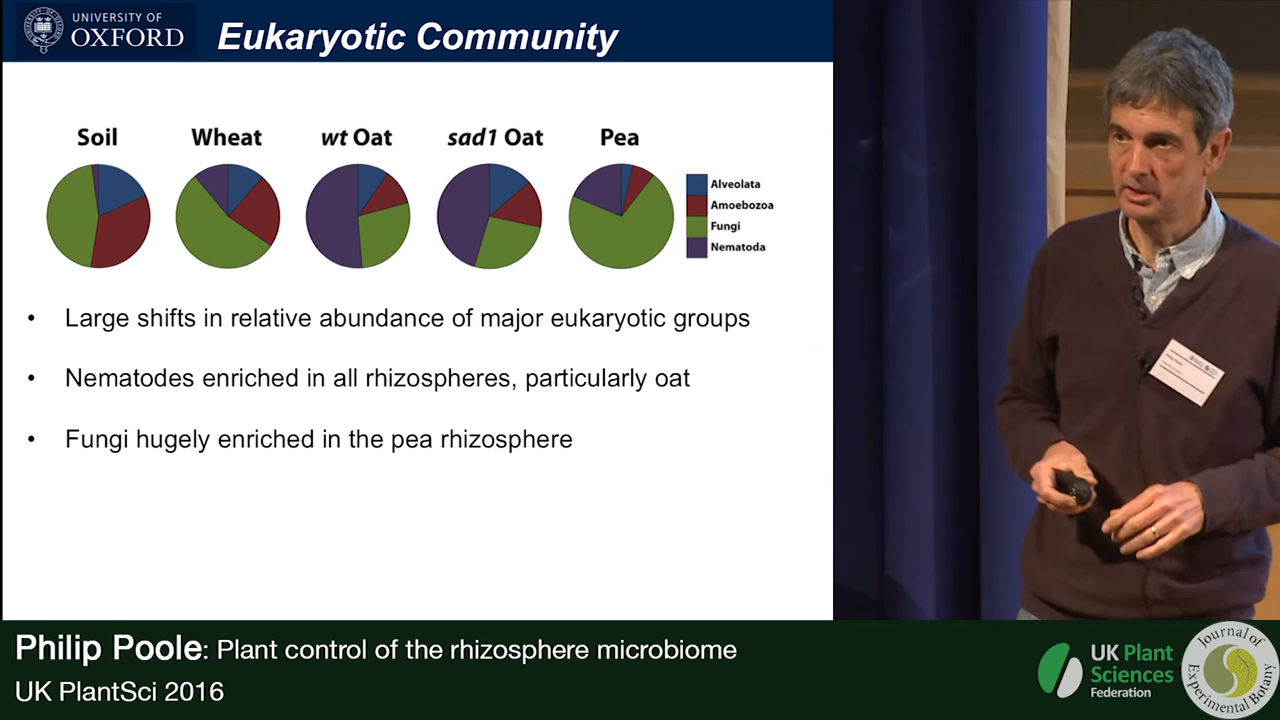 UNIVERSITY OF
OXFORD
Eukaryotic Community
Soil
Wheat
wt Oat
sad1 Oat
Pea
Alveolata
Amoebozoa
Fungi
Nematoda
• Large shifts in relative abundance of major eukaryotic groups
• Nematodes enriched in all rhizospheres, particularly oat
• Fungi hugely enriched in the pea rhizosphere
Philip Poole: Plant control of the rhizosphere microbiome
UK PlantSci 2016
UK Plant
Sciences
Federation
Journal of
Experimental Botany